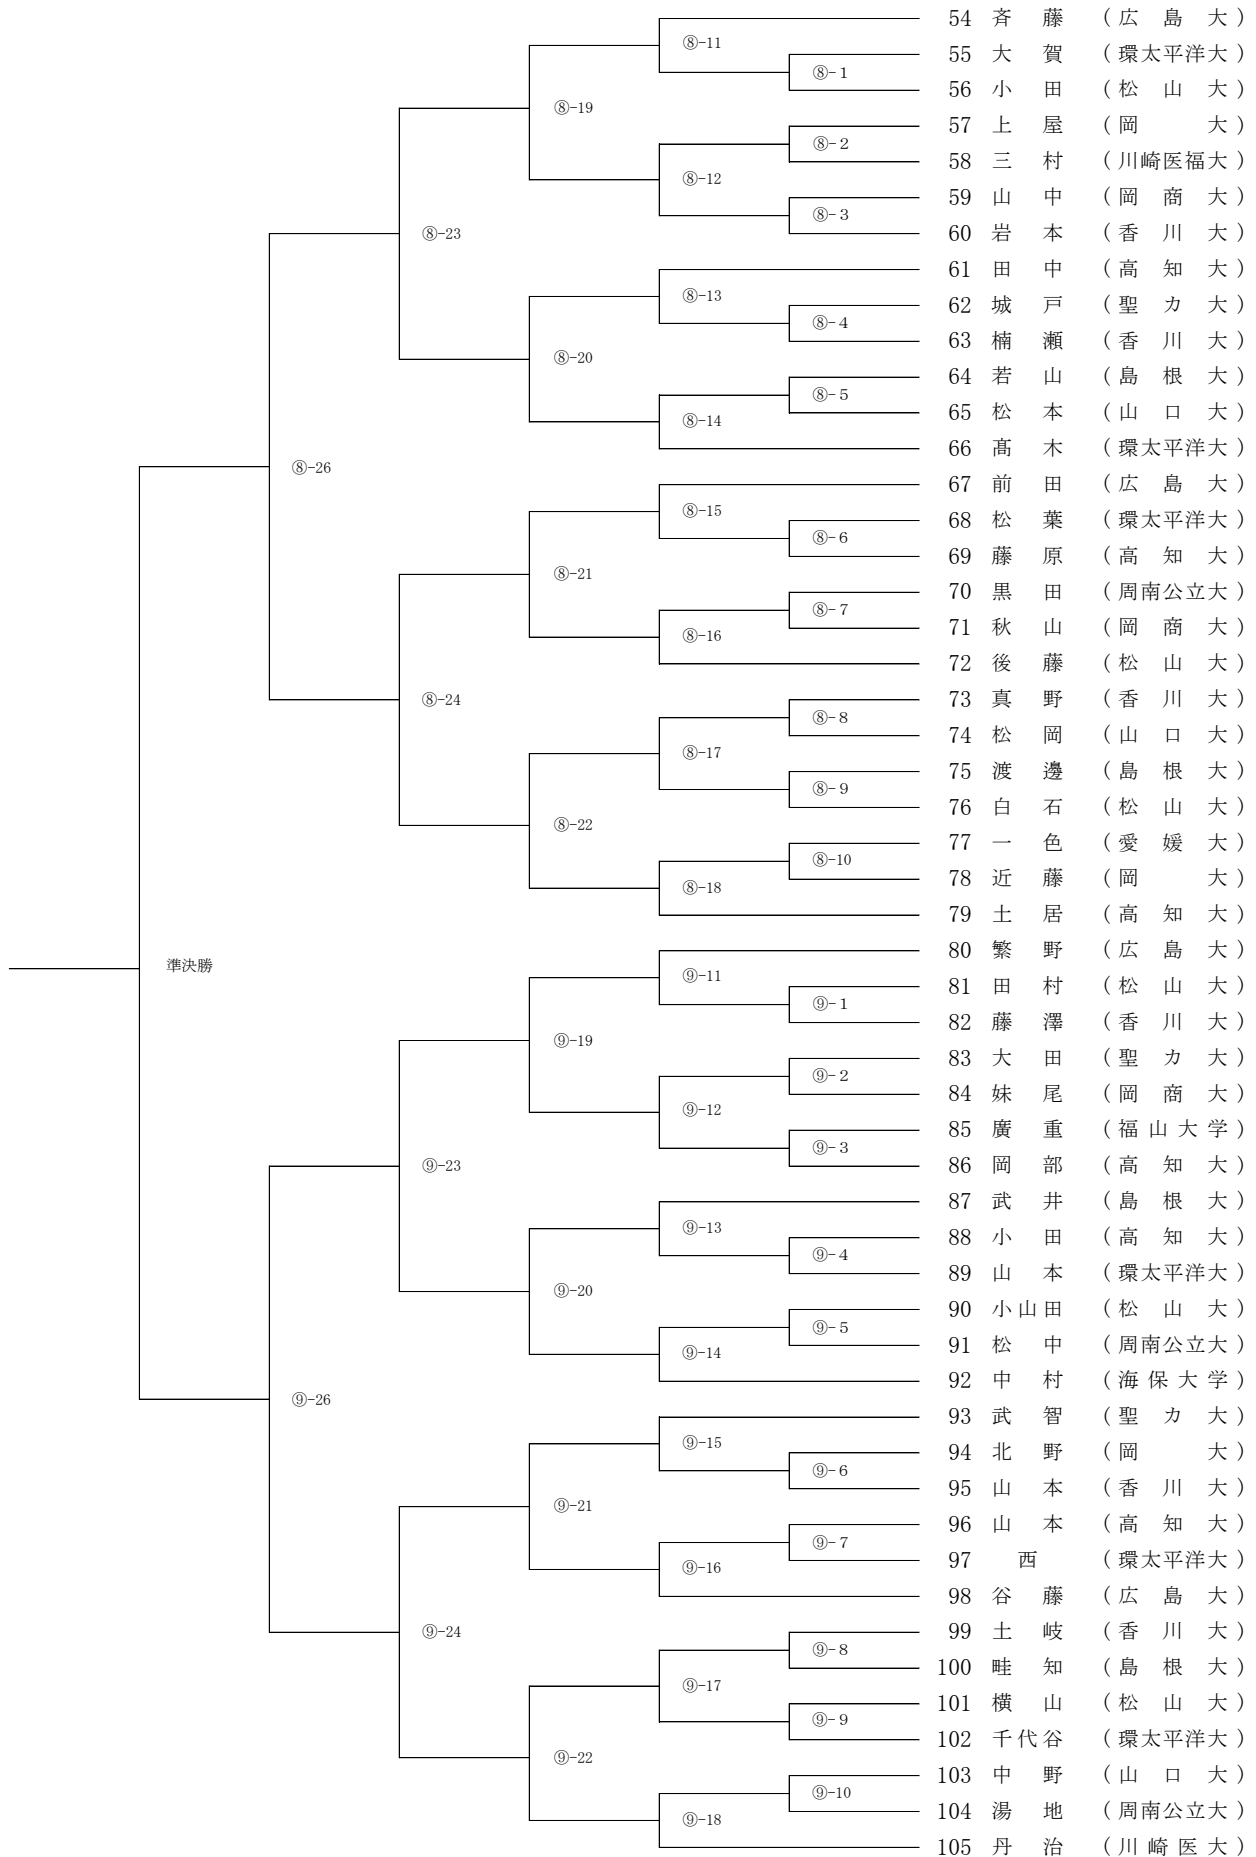 54 斉藤 (広島大)
⑧-11
55 大賀 (環太平洋大)
⑧-1
56 小田 (松山大)
⑧-19
57 上屋 (岡大)
⑧-2
58 三村 (川崎医福大)
⑧-12
59 山中 (岡商大)
⑧-3
60 岩本 (香川大)
⑧-23
61 田中 (高知大)
⑧-13
62 城戸 (聖カ大)
⑧-4
63 楠瀬 (香川大)
⑧-20
64 若山 (島根大)
⑧-5
65 松本 (山口大)
⑧-14
66 髙木 (環太平洋大)
⑧-26
67 前田 (広島大)
⑧-15
68 松葉 (環太平洋大)
⑧-6
69 藤原 (高知大)
⑧-21
70 黒田 (周南公立大)
⑧-7
71 秋山 (岡商大)
⑧-16
72 後藤 (松山大)
⑧-24
73 真野 (香川大)
⑧-8
74 松岡 (山口大)
⑧-17
75 渡邊 (島根大)
⑧-9
76 白石 (松山大)
⑧-22
77 一色 (愛媛大)
⑧-10
78 近藤 (岡大)
⑧-18
79 土居 (高知大)
80 繁野 (広島大)
準決勝
⑨-11
81 田村 (松山大)
⑨-1
82 藤澤 (香川大)
⑨-19
83 大田 (聖カ大)
⑨-2
84 妹尾 (岡商大)
⑨-12
85 廣重 (福山大学)
⑨-3
86 岡部 (高知大)
⑨-23
87 武井 (島根大)
⑨-13
88 小田 (高知大)
⑨-4
89 山本 (環太平洋大)
⑨-20
90 小山田 (松山大)
⑨-5
91 松中 (周南公立大)
⑨-14
92 中村 (海保大学)
⑨-26
93 武智 (聖カ大)
⑨-15
94 北野 (岡大)
⑨-6
95 山本 (香川大)
⑨-21
96 山本 (高知大)
⑨-7
97 西 (環太平洋大)
⑨-16
98 谷藤 (広島大)
⑨-24
99 土岐 (香川大)
⑨-8
100 畦知 (島根大)
⑨-17
101 横山 (松山大)
⑨-9
102 千代谷 (環太平洋大)
⑨-22
103 中野 (山口大)
⑨-10
104 湯地 (周南公立大)
⑨-18
105 丹治 (川崎医大)